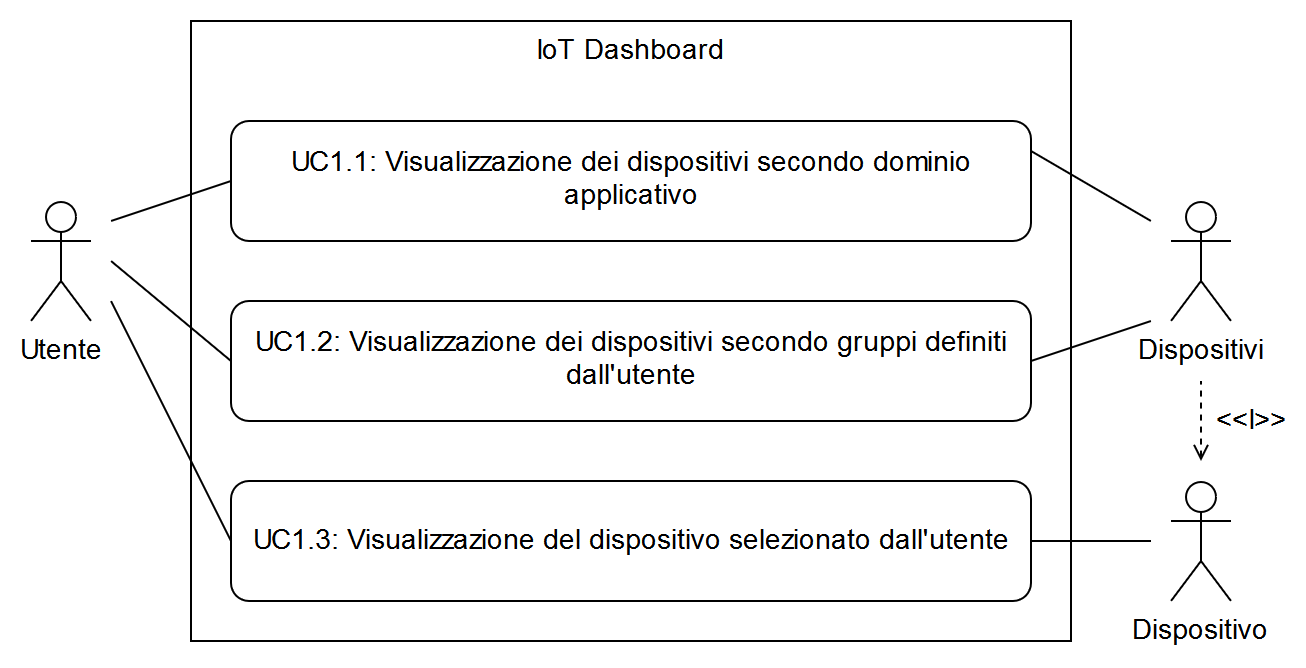 IoT Dashboard
UC1.1: Visualizzazione dei dispositivi secondo dominio
applicativo
Utente
UC1.2: Visualizzazione dei dispositivi secondo gruppi definiti
dall'utente
Dispositivi
<<I>>
UC1.3: Visualizzazione del dispositivo selezionato dall'utente
Dispositivo